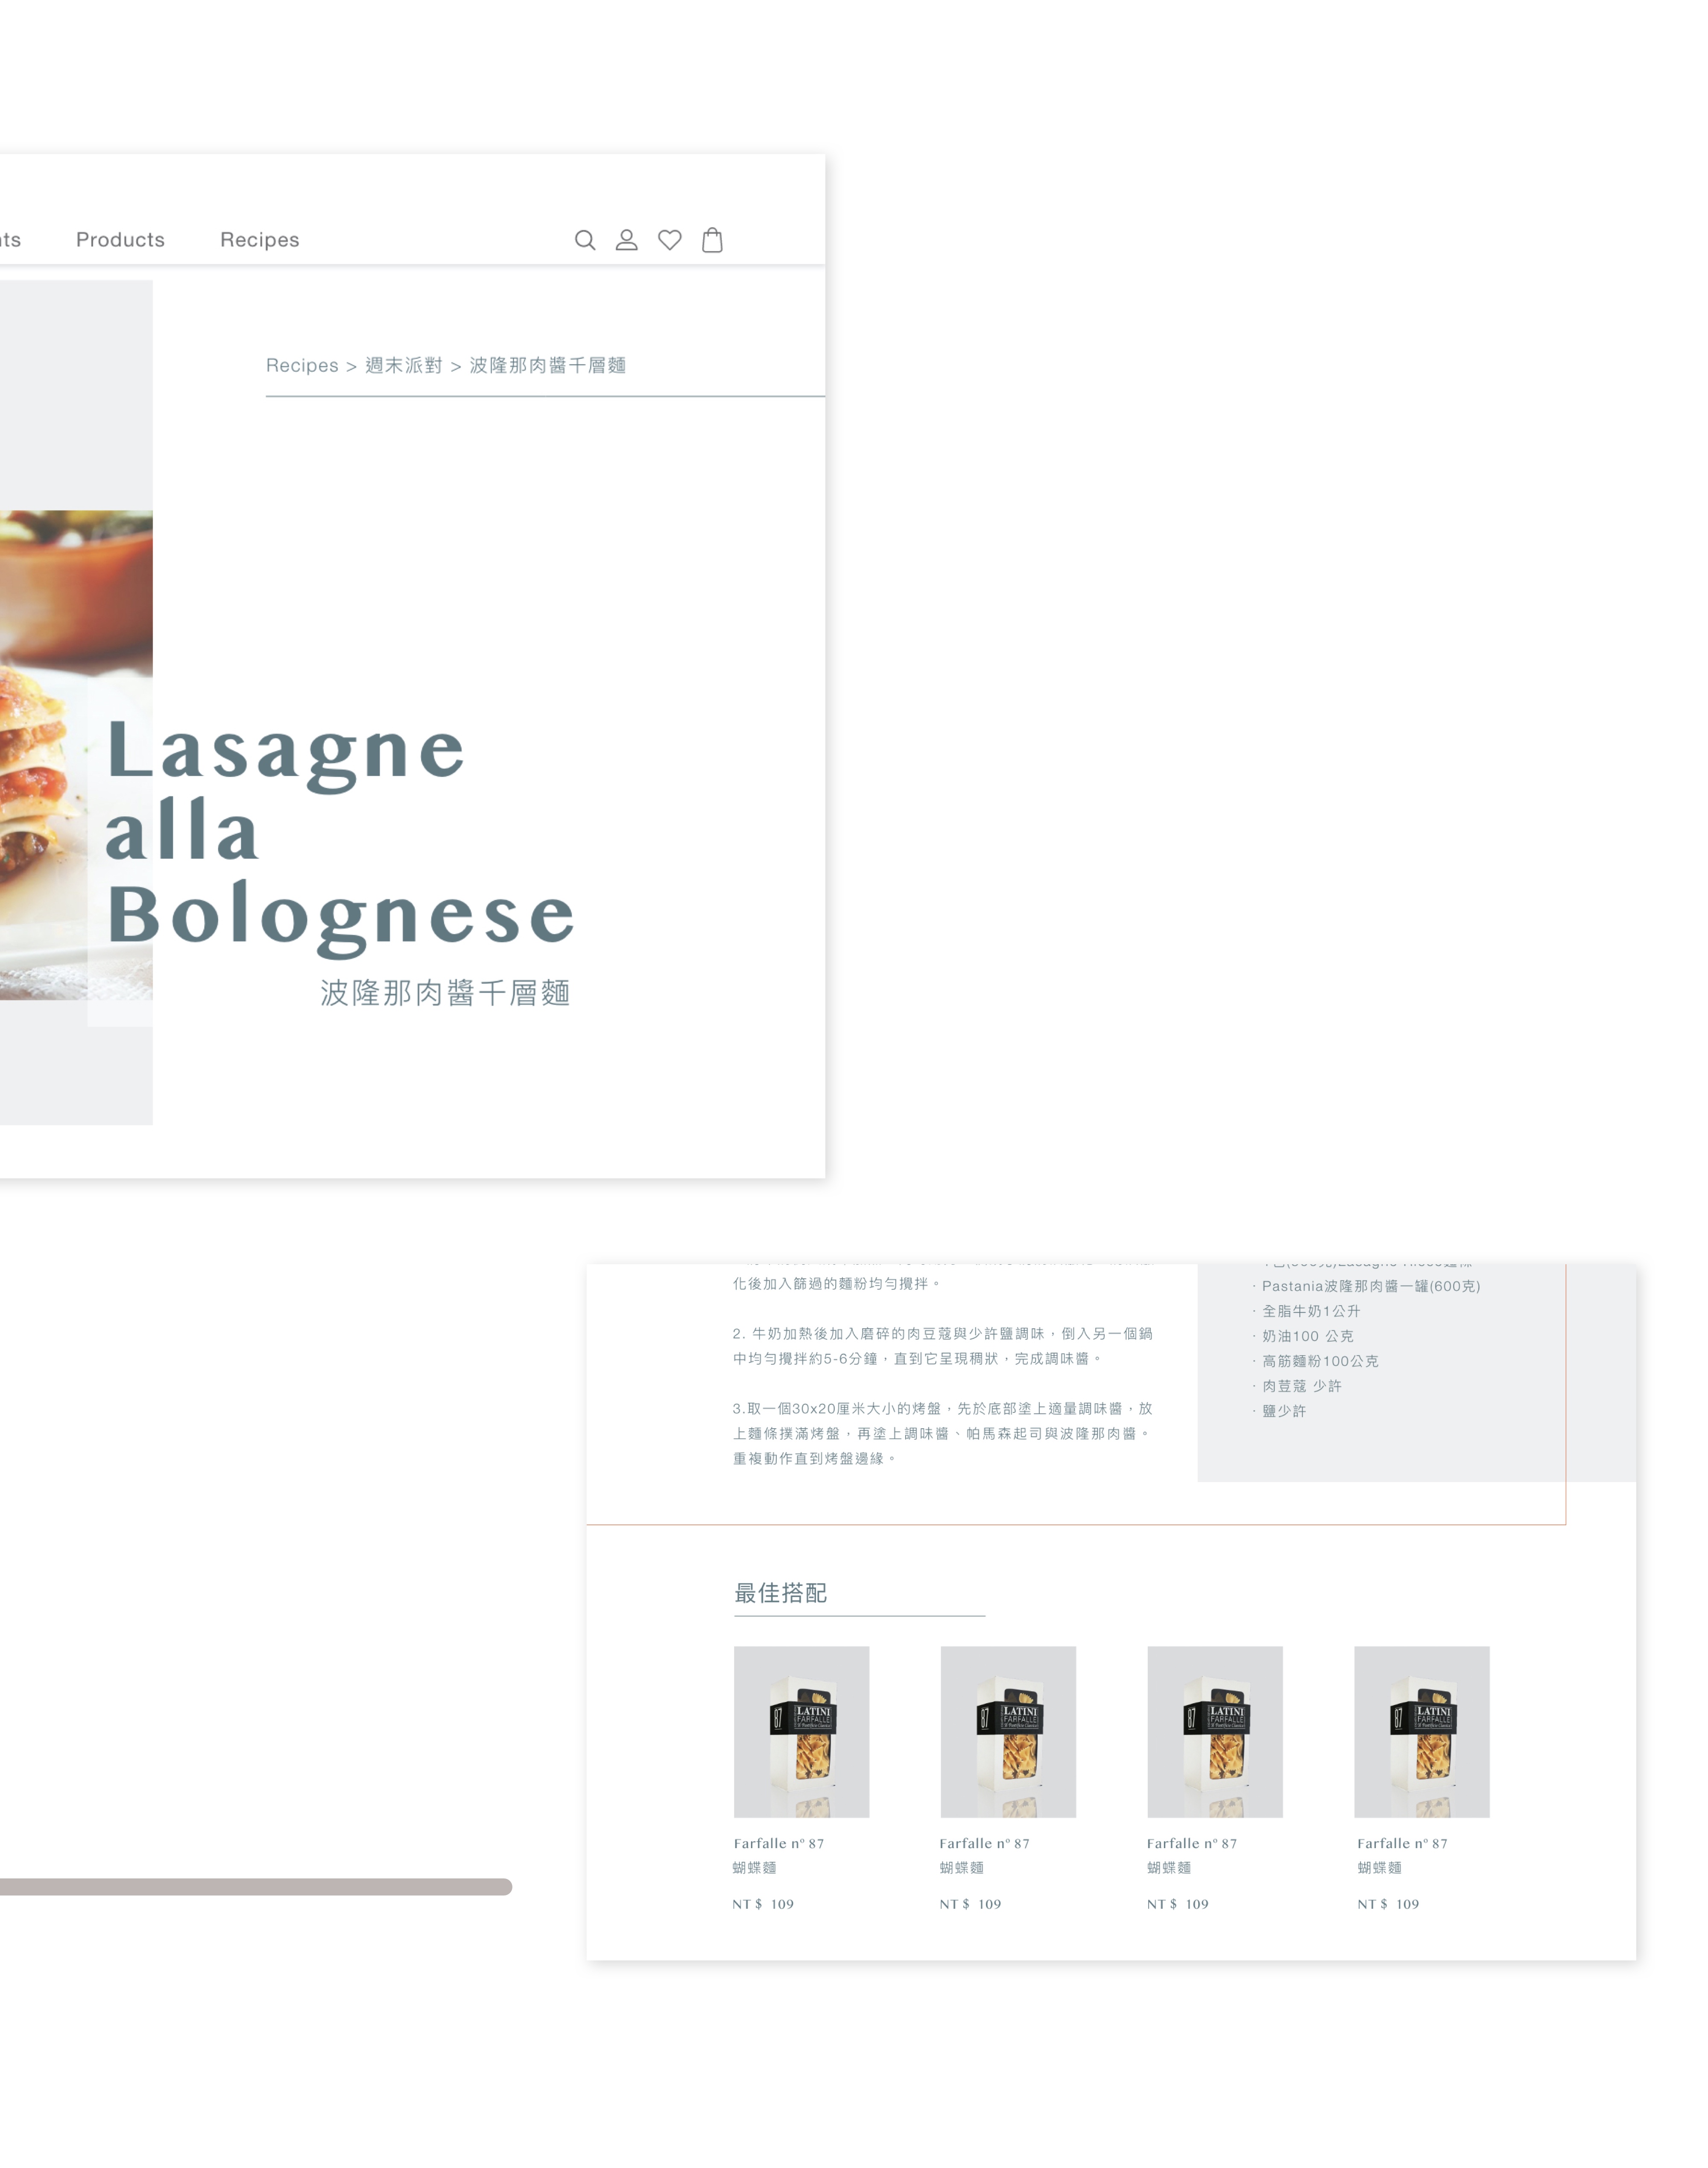 Products Recipes
Recipes > 週末派對 > 波隆那肉醬千層麵
Lasagne
alla
Bolognese
波隆那肉醬千層麵
化後加入篩過的麵粉均勻攪拌。
2. 牛奶加熱後加入磨碎的肉豆蔻與少許鹽調味，倒入另一個鍋
中均勻攪拌約5-6分鐘，直到它呈現稠狀，完成調味醬。
3.取一個30x20厘米大小的烤盤，先於底部塗上適量調味醬，放
上麵條撲滿烤盤，再塗上調味醬、帕馬森起司與波隆那肉醬。
重複動作直到烤盤邊緣。
· Pastania波隆那肉醬一罐(600克)
· 全脂牛奶1公升
· 奶油100 公克
· 高筋麵粉100公克
· 肉荳蔻 少許
· 鹽少許
最佳搭配
87 LATINI FARFALLE
87 LATINI FARFALLE
87 LATINI FARFALLE
87 LATINI FARFALLE
Farfalle nº 87 Farfalle nº 87 Farfalle nº 87 Farfalle nº 87
蝴蝶麵 蝴蝶麵 蝴蝶麵 蝴蝶麵
NT $ 109 NT $ 109 NT $ 109 NT $ 109